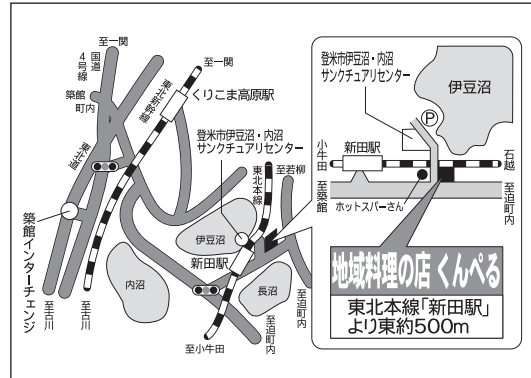 至一関
国道
4号線
築館
町内
東北道
東北新幹線
至一関
くりこま高原駅
登米市伊豆沼・内沼
サンクチュアリセンター
東北本線
至若柳
伊豆沼
新田駅
内沼
長沼
築館インターチェンジ
至古川
至古川
至小牛田
至迫町内
至迫町内
登米市伊豆沼・内沼
サンクチュアリセンター
伊豆沼
P
小牛田
新田駅
石越
至築館
ホットスパーさん
至迫町内
地域料理の店 くんぺる
東北本線「新田駅」
より東約500m